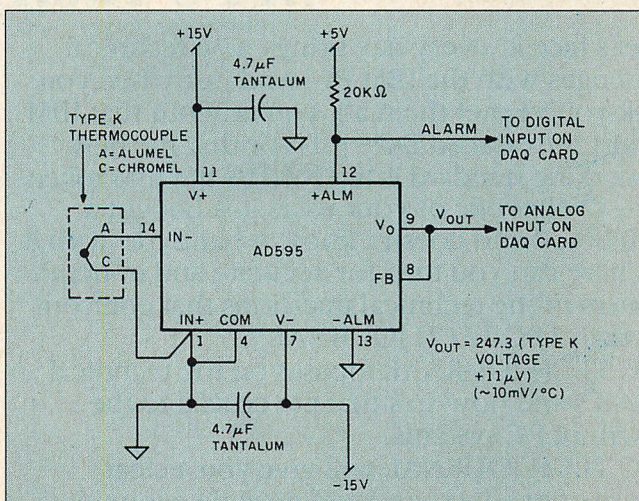 +15V
+5V
4.7µF
TANTALUM
20KΩ
TYPE K
THERMOCOUPLE
A= ALUMEL
C= CHROMEL
ALARM
TO DIGITAL
INPUT ON
DAQ CARD
11
12
V+
+ALM
A
14
IN-
C
AD595
VO
9
VOUT
TO ANALOG
INPUT ON
DAQ CARD
FB
8
IN+
COM
V-
-ALM
1
4
7
13
VOUT = 247.3 (TYPE K
VOLTAGE
+11µV)
(~10mV/°C)
4.7µF
TANTALUM
-15V